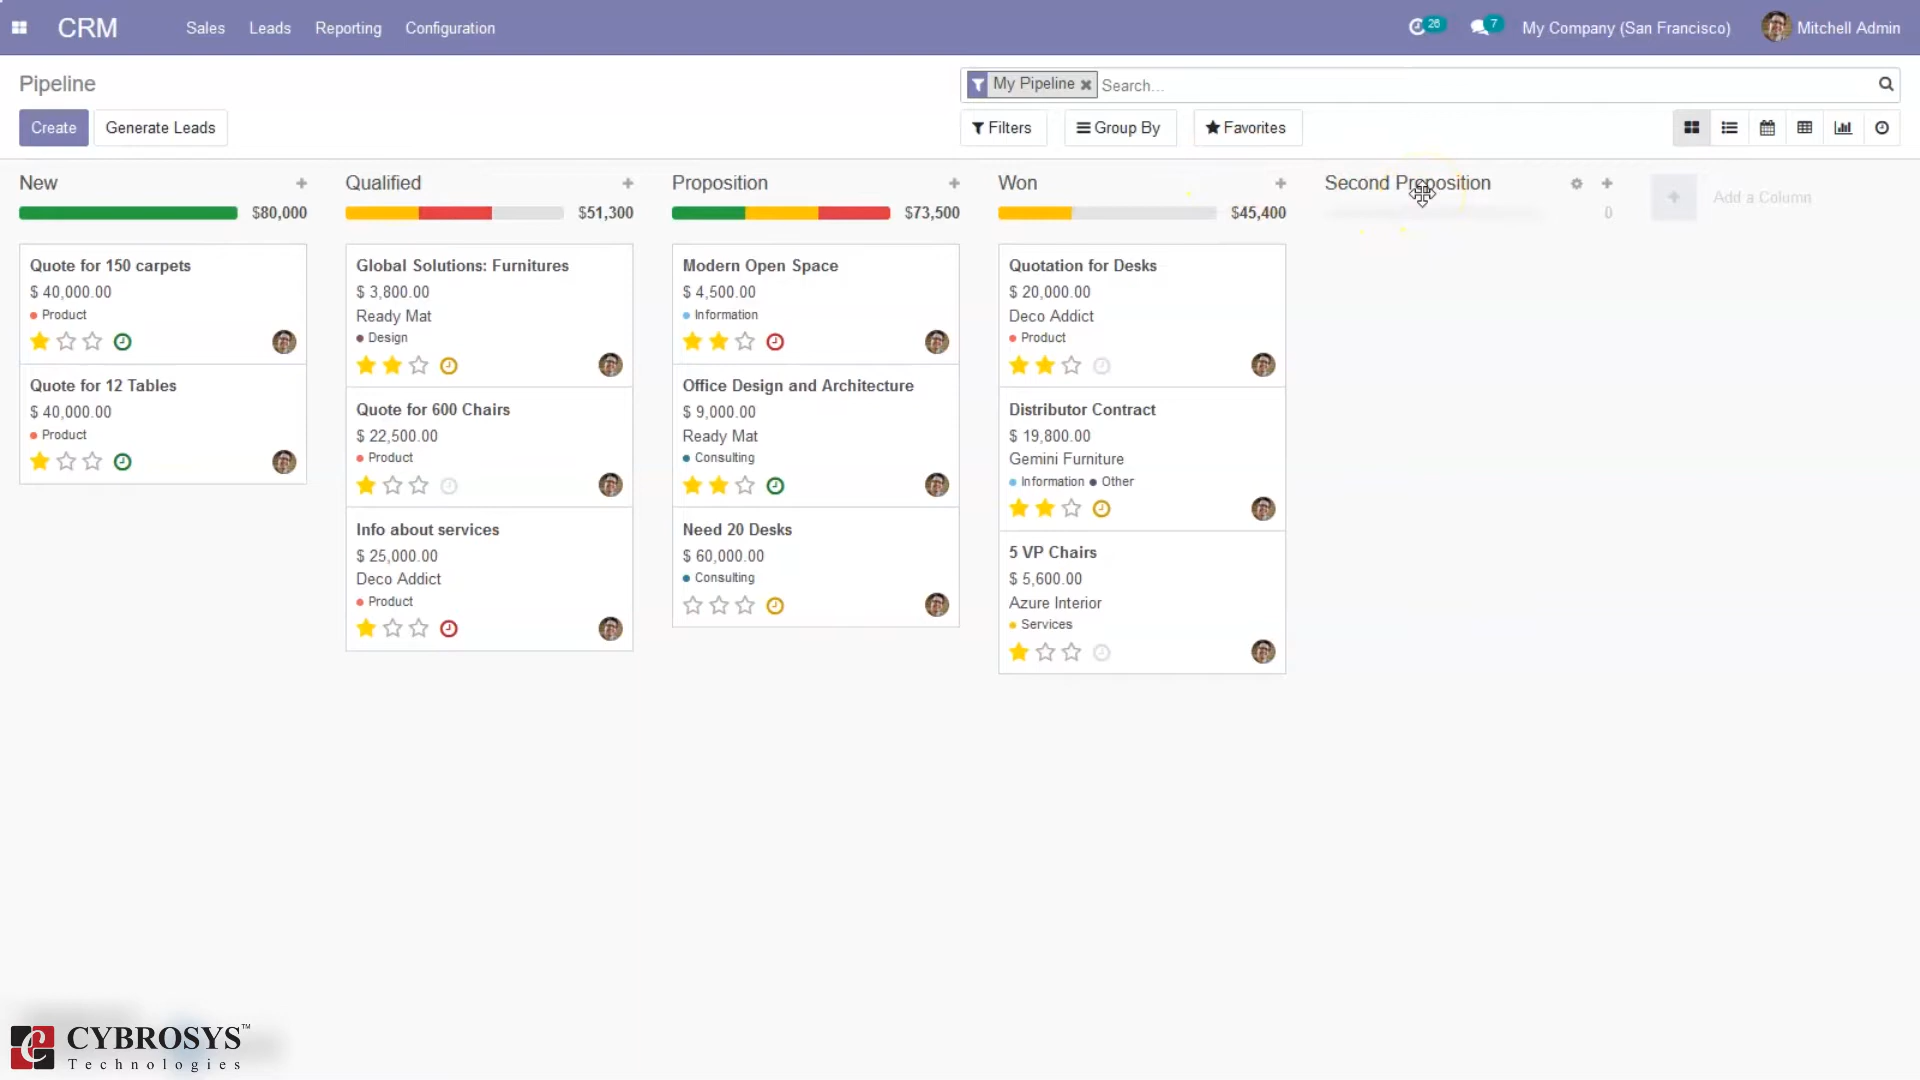 CRM
Sales
Leads
Reporting
Configuration
26
7
My Company (San Francisco)
Mitchell Admin
Pipeline
My Pipeline
Search...
Create
Generate Leads
Filters
Group By
Favorites
New
$80,000
Quote for 150 carpets
$ 40,000.00
Product
Quote for 12 Tables
$ 40,000.00
Product
Qualified
$51,300
Global Solutions: Furnitures
$ 3,800.00
Ready Mat
Design
Quote for 600 Chairs
$ 22,500.00
Product
Info about services
$ 25,000.00
Deco Addict
Product
Proposition
$73,500
Modern Open Space
$ 4,500.00
Information
Office Design and Architecture
$ 9,000.00
Ready Mat
Consulting
Need 20 Desks
$ 60,000.00
Consulting
Won
$45,400
Quotation for Desks
$ 20,000.00
Deco Addict
Product
Distributor Contract
$ 19,800.00
Gemini Furniture
Information Other
5 VP Chairs
$ 5,600.00
Azure Interior
Services
Second Proposition
0
Add a Column
CYBROSYS™
Technologies